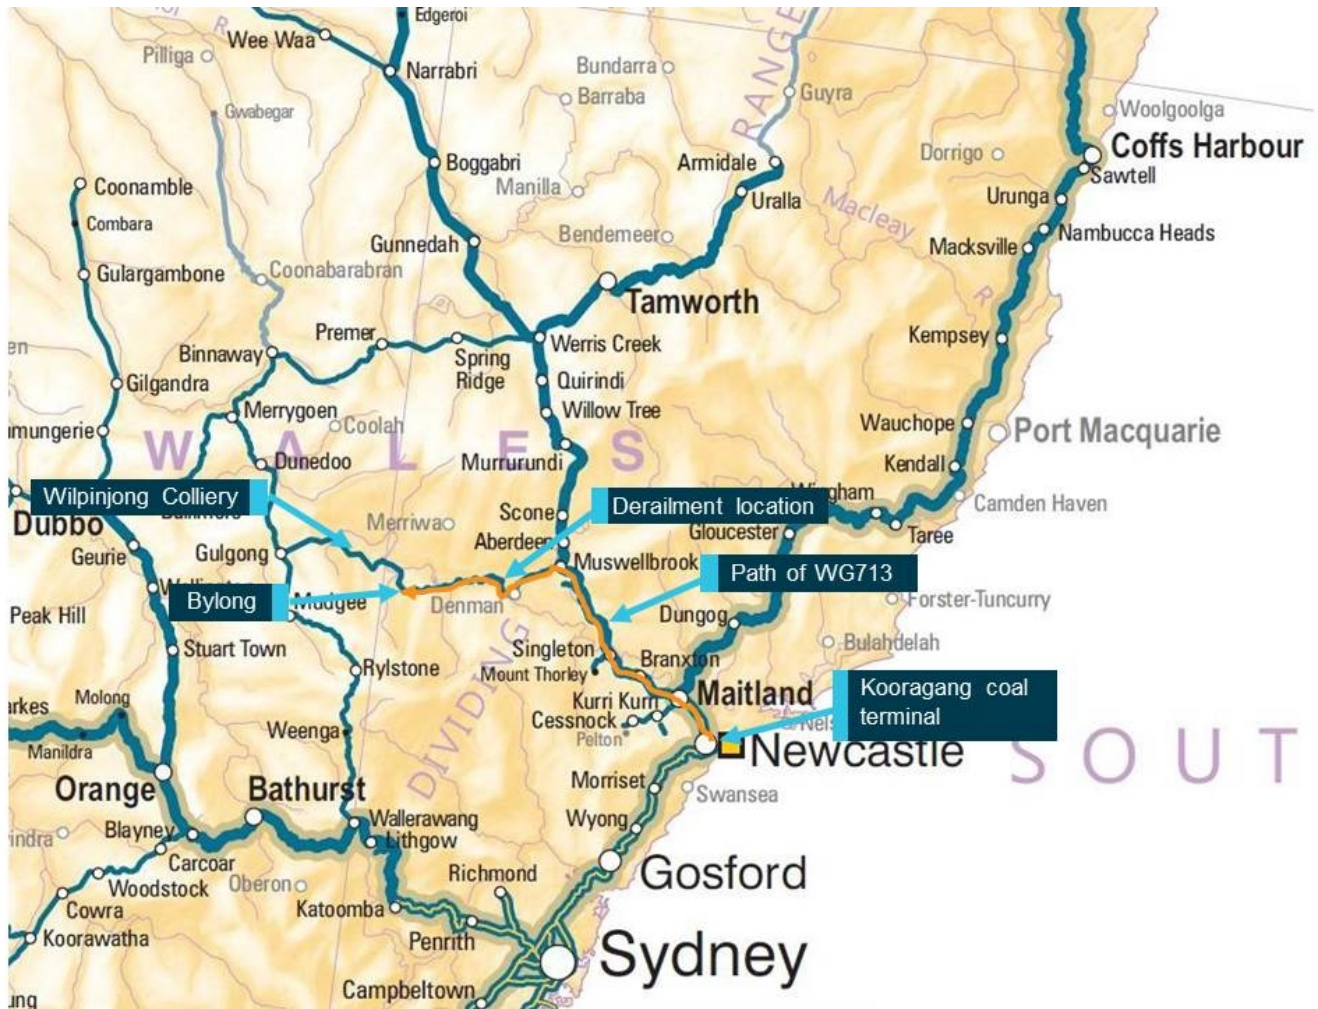 Edgeroi
Wee Waa
RANGE
Pilliga
Narrabri
Bundarra
Barraba
Guyra
Woolgoolga
Gwabegar
Coffs Harbour
Dorrigo
Boggabri
Armidale
Sawtell
Coonamble
Manilla
Uralla
Urunga
Combara
Macleay
Nambucca Heads
Gunnedah
Bendemeer
Macksville
Gulargambone
Coonabarabran
R
Tamworth
Premer
Kempsey
Binnaway
Spring
Ridge
Werris Creek
Gilgandra
Quirindi
Merrygoen
Willow Tree
Coolah
Wauchope
Port Macquarie
W A L E S
Dunedoo
Murrurundi
Kendall
Wilpinjong Colliery
Derailment location
Camden Haven
Dubbo
Merriwa
Scone
Gloucester
Taree
Geurie
Gulgong
Aberdeen
Muswellbrook
Path of WG713
Bylong
Mudgee
Denman
Forster-Tuncurry
Peak Hill
Dungog
Stuart Town
Singleton
Branxton
Bulahdelah
Rylstone
Mount Thorley
DIVIDING
Molong
Kurri Kurri
Maitland
Kooragang coal
terminal
Weenga
Cessnock
Pelton
Manildra
Newcastle
SOUT
Orange
Bathurst
Morriset
Swansea
Blayney
Wallerawang
Lithgow
Wyong
Carcoar
Woodstock
Oberon
Richmond
Gosford
Cowra
Katoomba
Koorawatha
Penrith
Sydney
Campbeltown